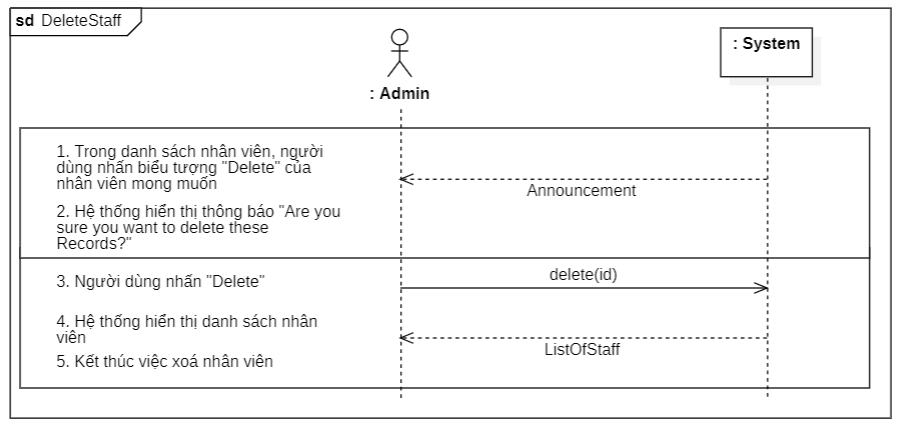 sd DeleteStaff
: Admin
: System
1. Trong danh sách nhân viên, người
dùng nhấn biểu tượng "Delete" của
nhân viên mong muốn
Announcement
2. Hệ thống hiển thị thông báo "Are you
sure you want to delete these
Records?"
3. Người dùng nhấn "Delete"
delete(id)
4. Hệ thống hiển thị danh sách nhân
viên
ListOfStaff
5. Kết thúc việc xoá nhân viên